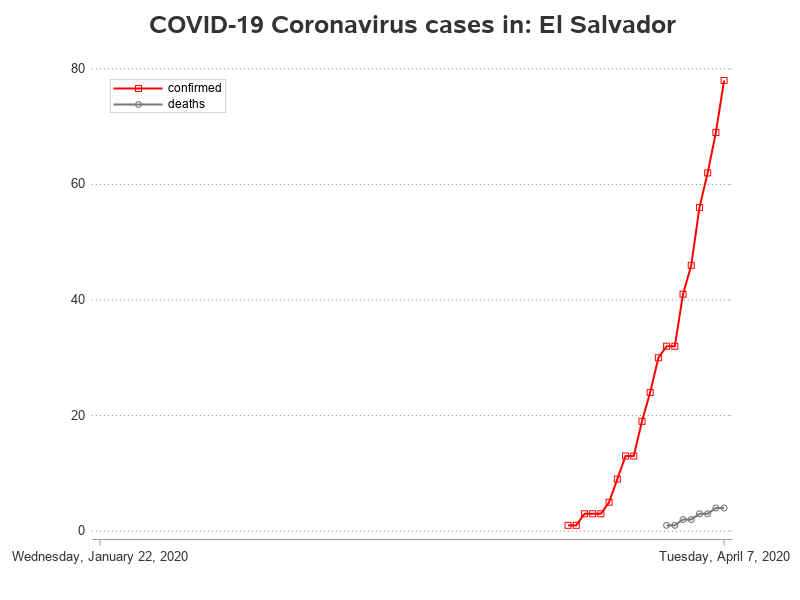 COVID-19 Coronavirus cases in: El Salvador
80
confirmed
deaths
60
40
20
0
Wednesday, January 22, 2020
Tuesday, April 7, 2020